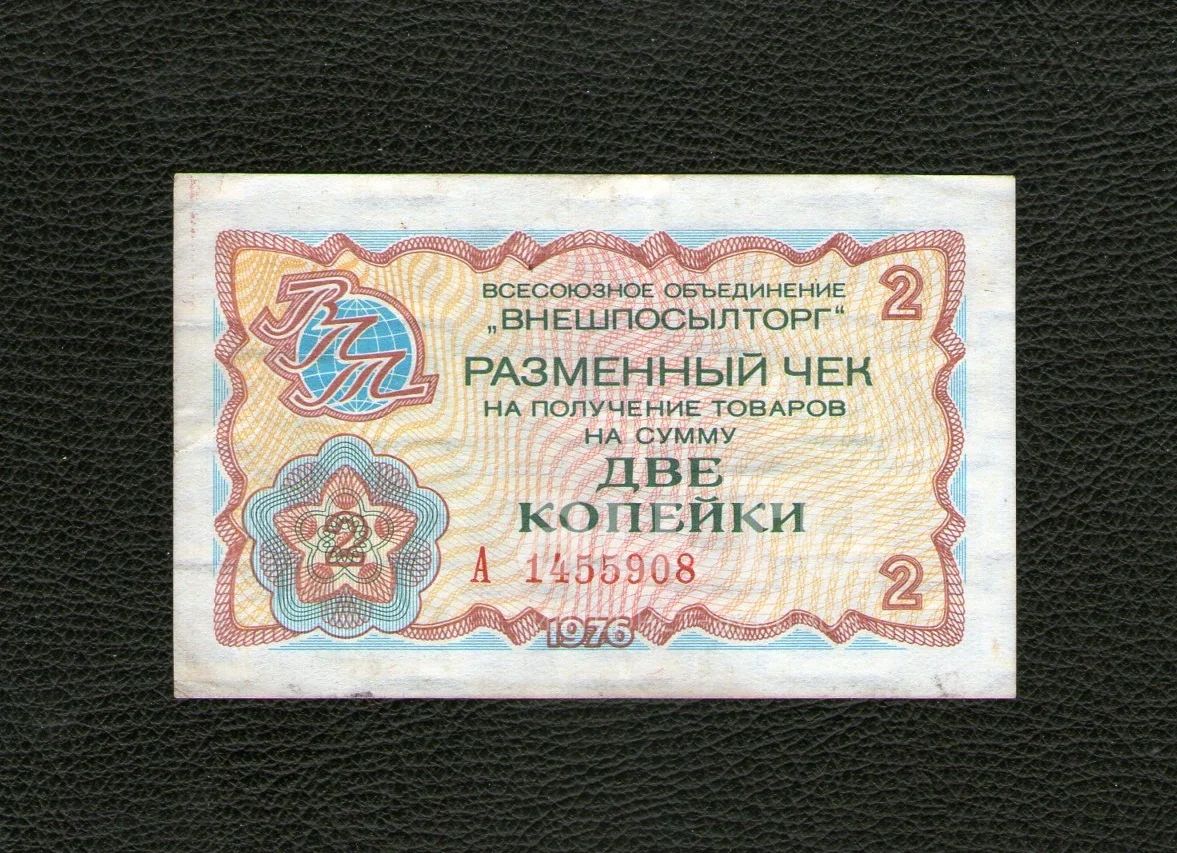 ВПТ
ВСЕСОЮЗНОЕ ОБЪЕДИНЕНИЕ
„ВНЕШПОСЫЛТОРГ“
2
РАЗМЕННЫЙ ЧЕК
НА ПОЛУЧЕНИЕ ТОВАРОВ
НА СУММУ
ДВЕ
КОПЕЙКИ
2
А 1455908
2
1976